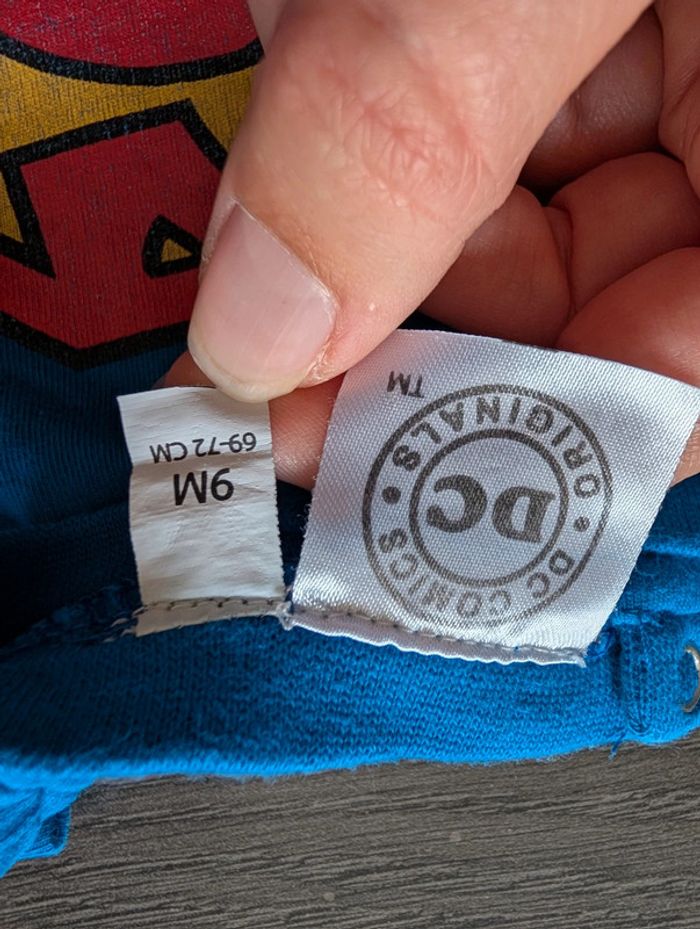 DC COMICS
DC
ORIGINALS
TM
9M
69-72 CM